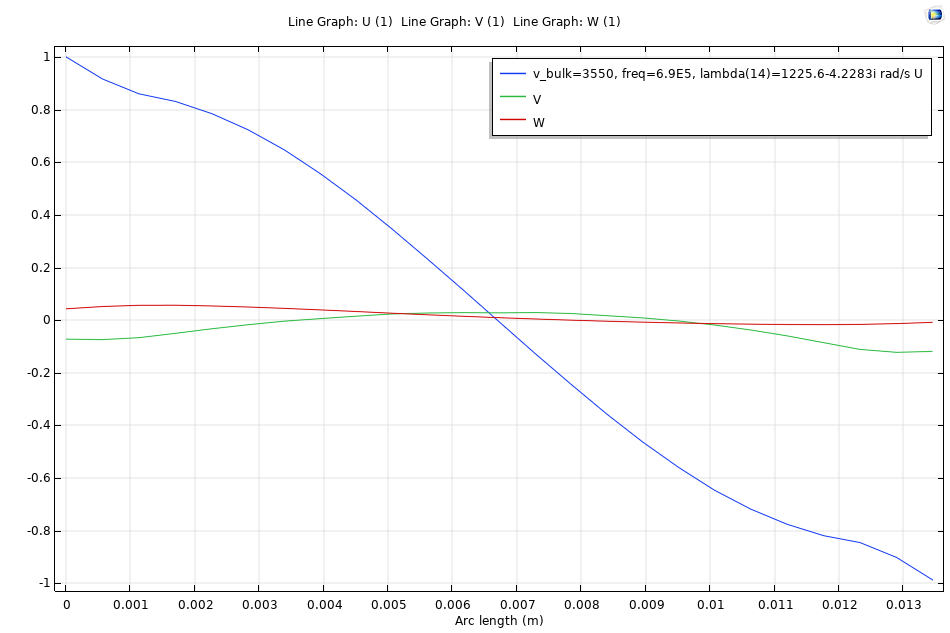 Line Graph: U (1)  Line Graph: V (1)  Line Graph: W (1)
v_bulk=3550, freq=6.9E5, lambda(14)=1225.6-4.2283i rad/s U
V
W
1
0.8
0.6
0.4
0.2
0
-0.2
-0.4
-0.6
-0.8
-1
0 0.001 0.002 0.003 0.004 0.005 0.006 0.007 0.008 0.009 0.01 0.011 0.012 0.013
Arc length (m)